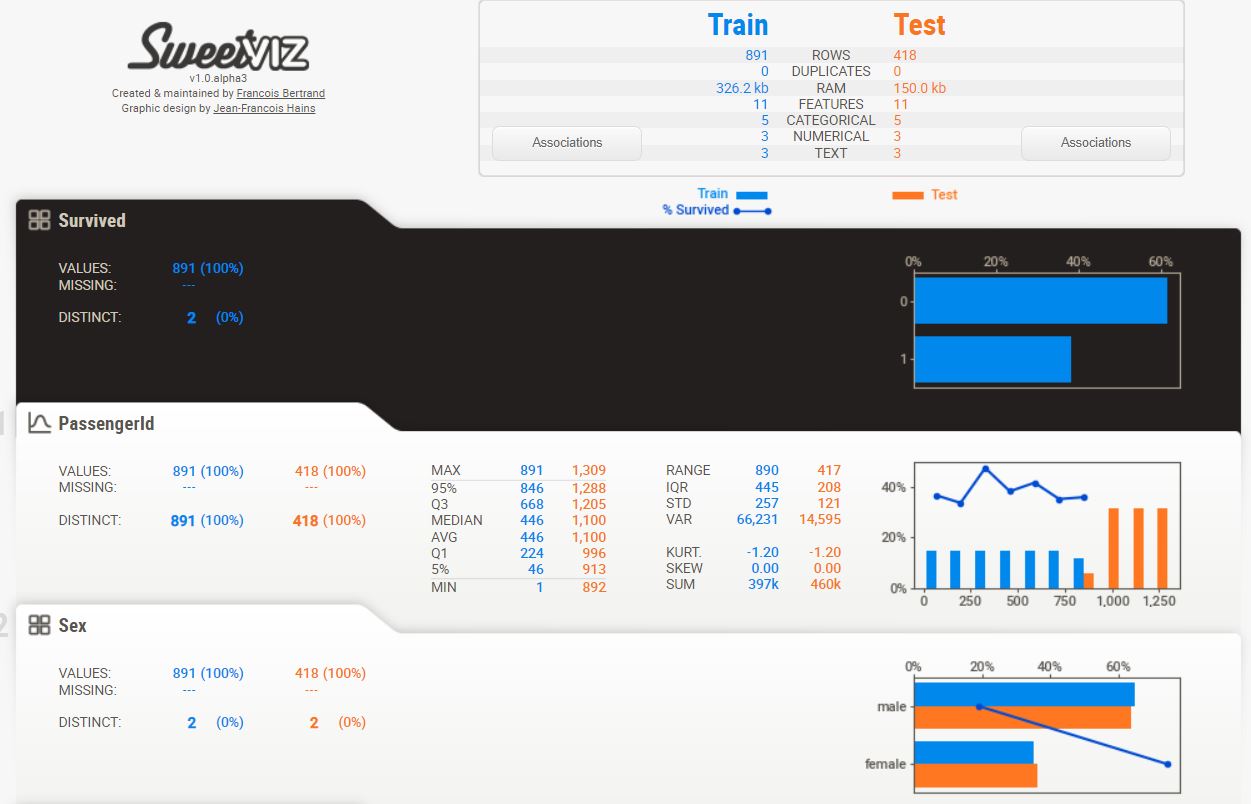 SweetVIZ
v1.0.alpha3
Created & maintained by Francois Bertrand
Graphic design by Jean-Francois Hains
Train Test
891 ROWS 418
0 DUPLICATES 0
326.2 kb RAM 150.0 kb
11 FEATURES 11
5 CATEGORICAL 5
3 NUMERICAL 3
3 TEXT 3
Associations Associations
Train Test
% Survived
Survived
VALUES: 891 (100%)
MISSING: ---
DISTINCT: 2 (0%)
0% 20% 40% 60%
0
1
1
PassengerId
VALUES: 891 (100%) 418 (100%)
MISSING: --- ---
DISTINCT: 891 (100%) 418 (100%)
MAX 891 1,309
95% 846 1,288
Q3 668 1,205
MEDIAN 446 1,100
AVG 446 1,100
Q1 224 996
5% 46 913
MIN 1 892
RANGE 890 417
IQR 445 208
STD 257 121
VAR 66,231 14,595
KURT. -1.20 -1.20
SKEW 0.00 0.00
SUM 397k 460k
40%
20%
0%
0 250 500 750 1,000 1,250
2
Sex
VALUES: 891 (100%) 418 (100%)
MISSING: --- ---
DISTINCT: 2 (0%) 2 (0%)
0% 20% 40% 60%
male
female